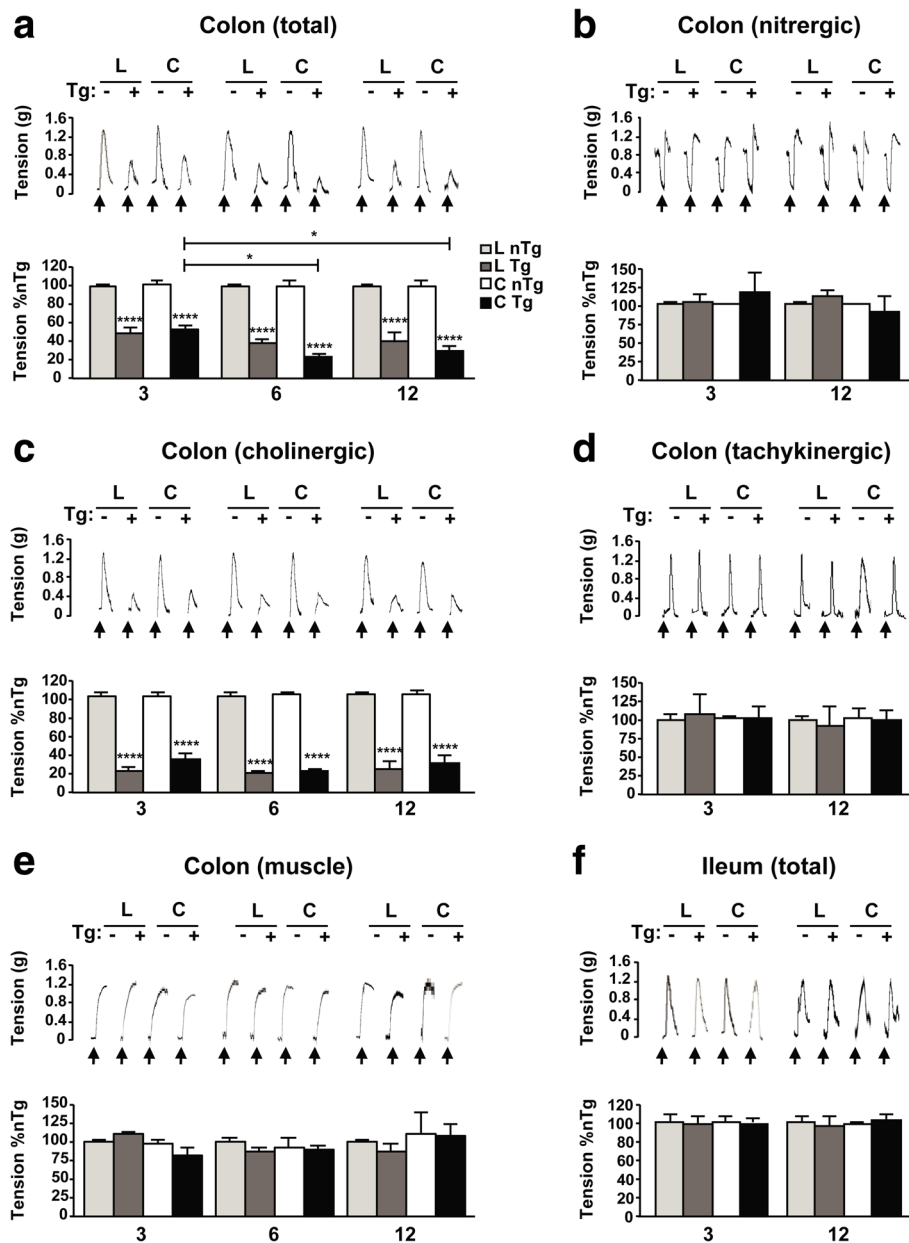 a Colon (total)
L C L C L C
Tg: - + - + - + - + - + - +
Tension (g)
1.6
1.2
0.8
0.4
0
*
*
L nTg
L Tg
C nTg
C Tg
Tension %nTg
120
100
80
60
40
20
0
**** **** **** **** **** ****
3 6 12
b Colon (nitrergic)
L C L C
Tg: - + - + - + - +
Tension (g)
1.6
1.2
0.8
0.4
0
Tension %nTg
150
125
100
75
50
25
0
3 12
c Colon (cholinergic)
L C L C L C
Tg: - + - + - + - + - + - +
Tension (g)
1.6
1.2
0.8
0.4
0
Tension %nTg
120
100
80
60
40
20
0
**** **** **** **** **** ****
3 6 12
d Colon (tachykinergic)
L C L C
Tg: - + - + - + - +
Tension (g)
1.6
1.2
0.8
0.4
0
Tension %nTg
150
125
100
75
50
25
0
3 12
e Colon (muscle)
L C L C L C
Tg: - + - + - + - + - + - +
Tension (g)
1.6
1.2
0.8
0.4
0
Tension %nTg
150
125
100
75
50
25
0
3 6 12
f Ileum (total)
L C L C
Tg: - + - + - + - +
Tension (g)
1.6
1.2
0.8
0.4
0
Tension %nTg
120
100
80
60
40
20
0
3 12